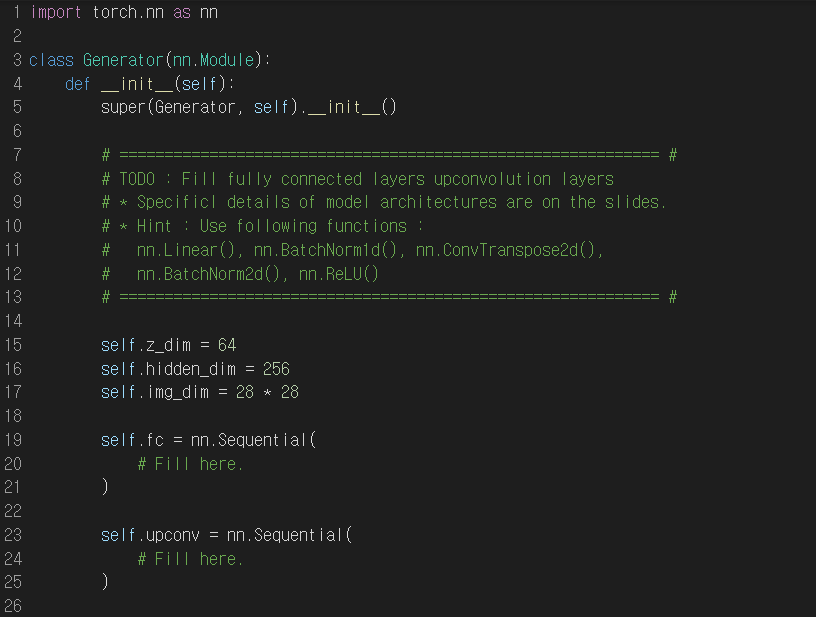 1 import torch.nn as nn
2
3 class Generator(nn.Module):
4     def __init__(self):
5         super(Generator, self).__init__()
6
7         # ============================================================ #
8         # TODO : Fill fully connected layers upconvolution layers
9         # * Specificl details of model architectures are on the slides.
10         # * Hint : Use following functions :
11         #   nn.Linear(), nn.BatchNorm1d(), nn.ConvTranspose2d(),
12         #   nn.BatchNorm2d(), nn.ReLU()
13         # ============================================================ #
14
15         self.z_dim = 64
16         self.hidden_dim = 256
17         self.img_dim = 28 * 28
18
19         self.fc = nn.Sequential(
20             # Fill here.
21         )
22
23         self.upconv = nn.Sequential(
24             # Fill here.
25         )
26